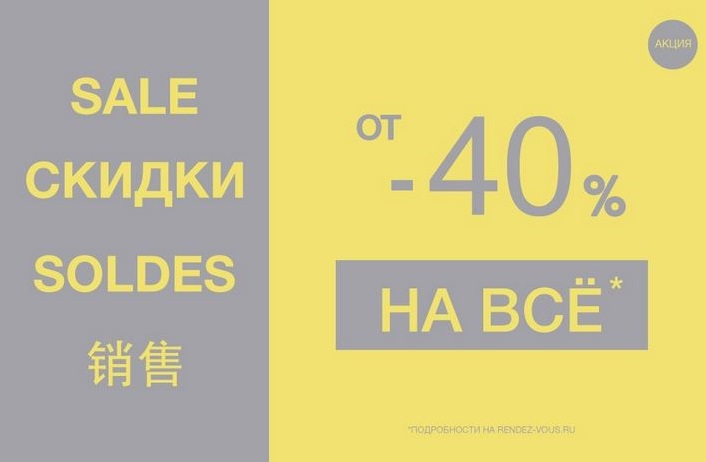 SALE
СКИДКИ
SOLDES
销售
АКЦИЯ
ОТ
-40%
НА ВСЁ*
*ПОДРОБНОСТИ НА RENDEZ-VOUS.RU